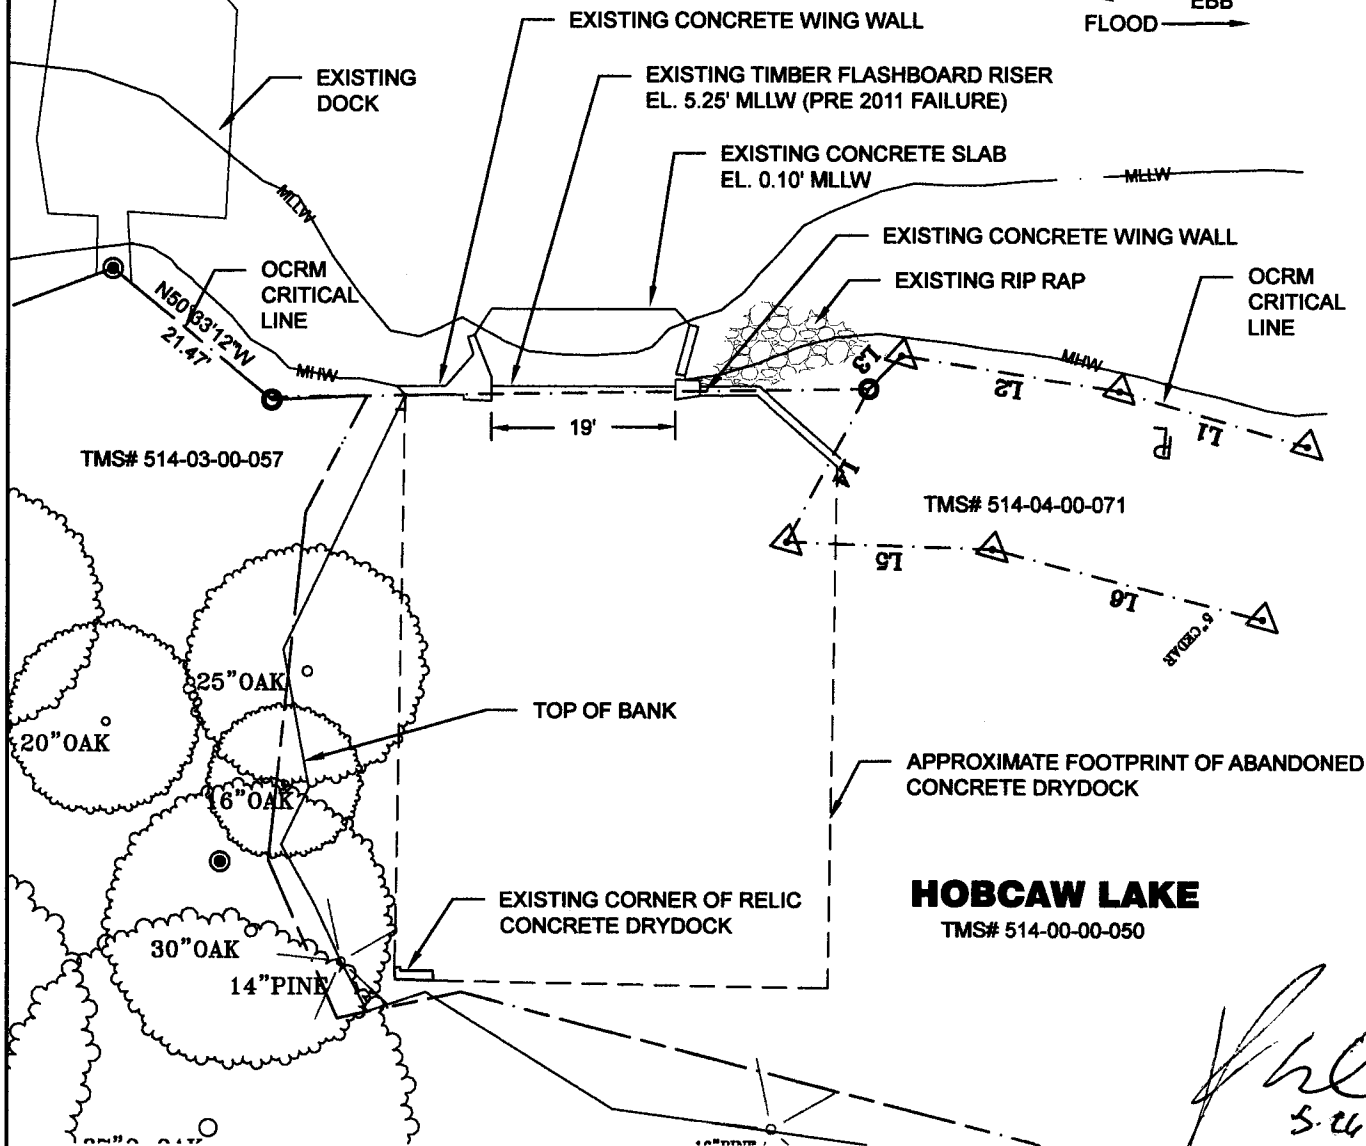 EBB
FLOOD
EXISTING CONCRETE WING WALL
EXISTING
DOCK
EXISTING TIMBER FLASHBOARD RISER
EL. 5.25' MLLW (PRE 2011 FAILURE)
EXISTING CONCRETE SLAB
EL. 0.10' MLLW
MLLW
MLLW
EXISTING CONCRETE WING WALL
OCRM
CRITICAL
LINE
EXISTING RIP RAP
OCRM
CRITICAL
LINE
N50°33'12"W
21.47'
MHW
MHW
L3
L2
L1
PL
19'
TMS# 514-03-00-057
TMS# 514-04-00-071
L5
L6
6" CEDAR
25"OAK
20"OAK
TOP OF BANK
16"OAK
APPROXIMATE FOOTPRINT OF ABANDONED
CONCRETE DRYDOCK
EXISTING CORNER OF RELIC
CONCRETE DRYDOCK
HOBCAW LAKE
TMS# 514-00-00-050
30"OAK
14"PINE